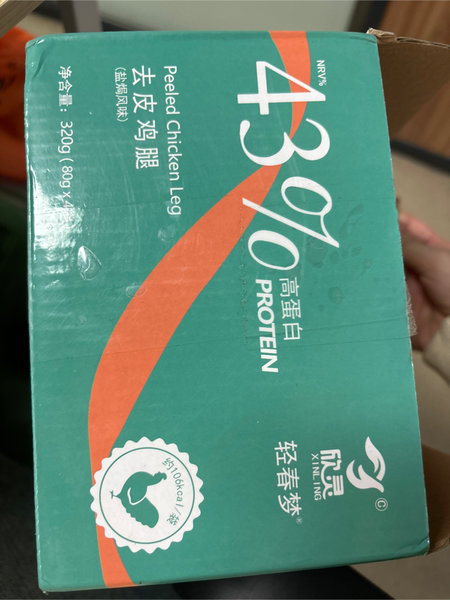 欣灵
XINLING
©
轻春梦®
NRV%
43%
高蛋白
PROTEIN
Peeled Chicken Leg
去皮鸡腿
(盐焗风味)
净含量: 320g(80g×4
约106kcal/